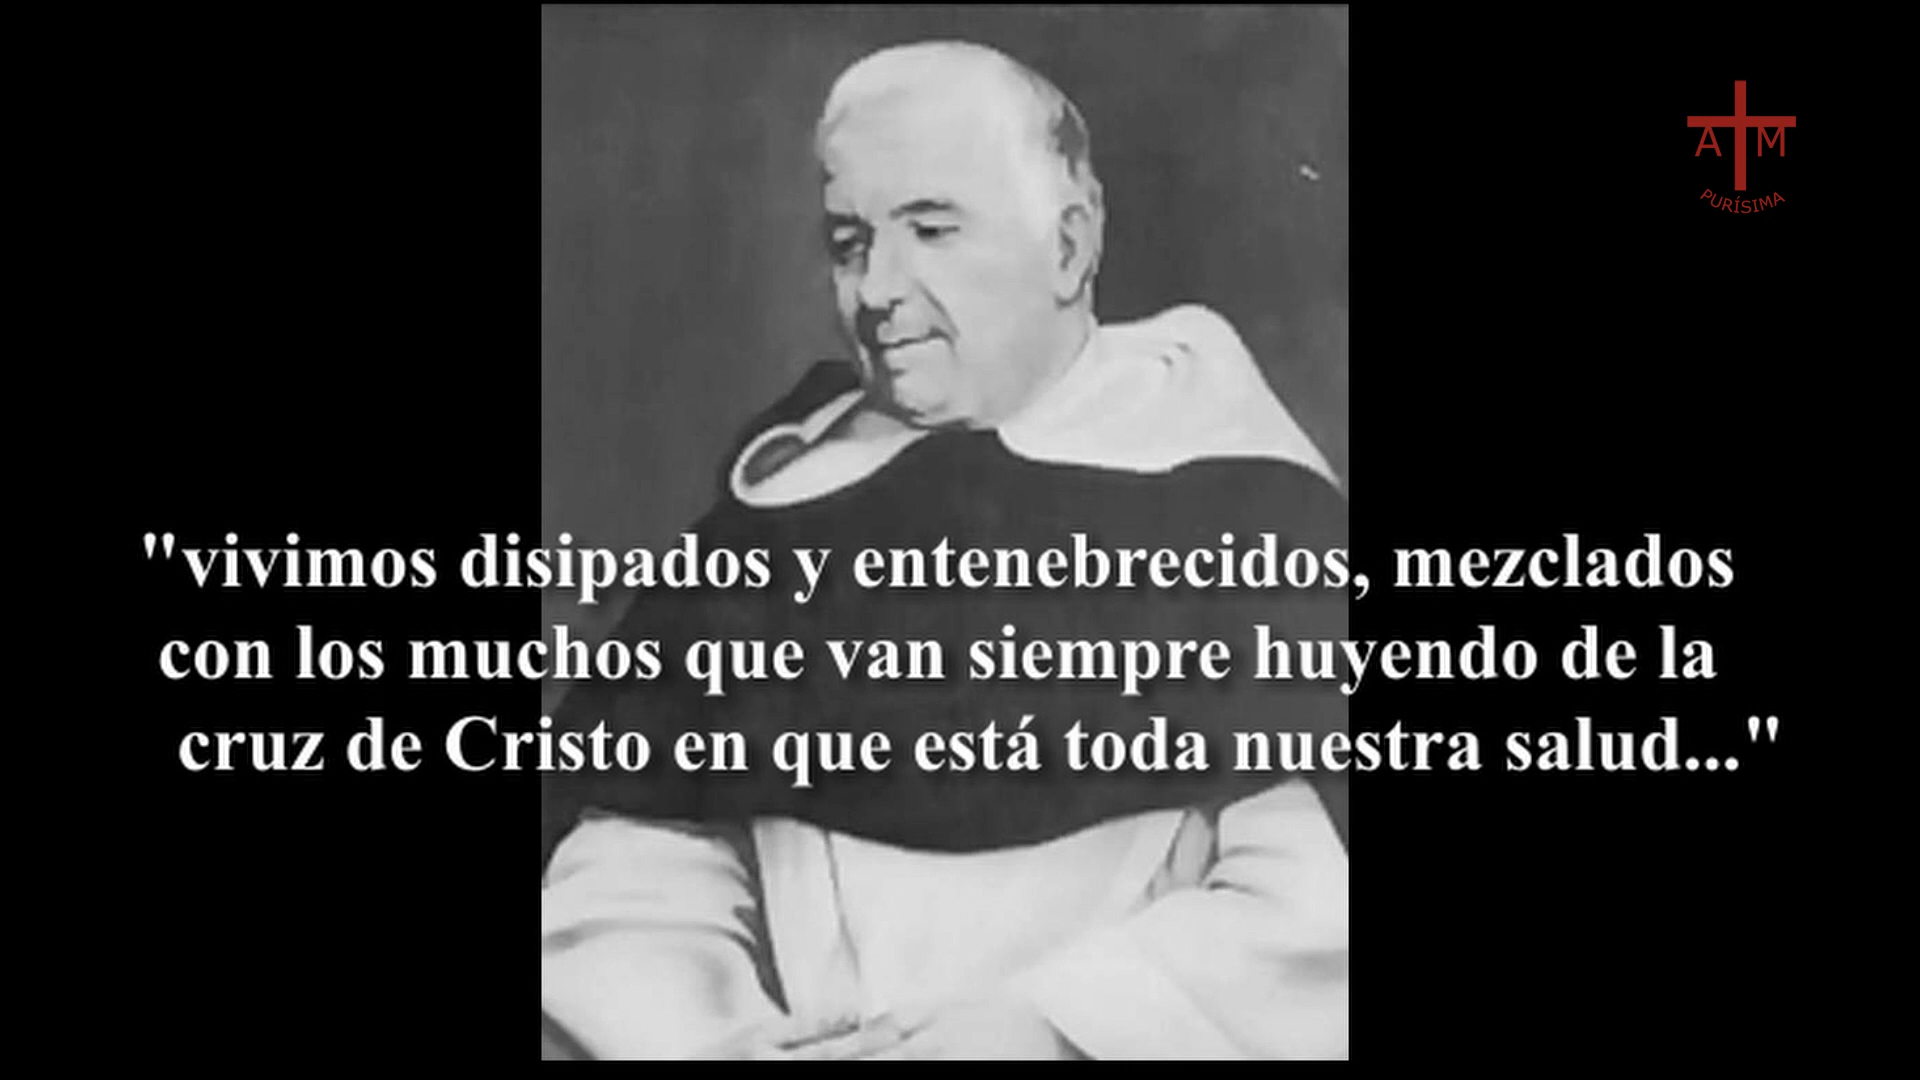 A M
PURÍSIMA
"vivimos disipados y entenebrecidos, mezclados
con los muchos que van siempre huyendo de la
cruz de Cristo en que está toda nuestra salud..."